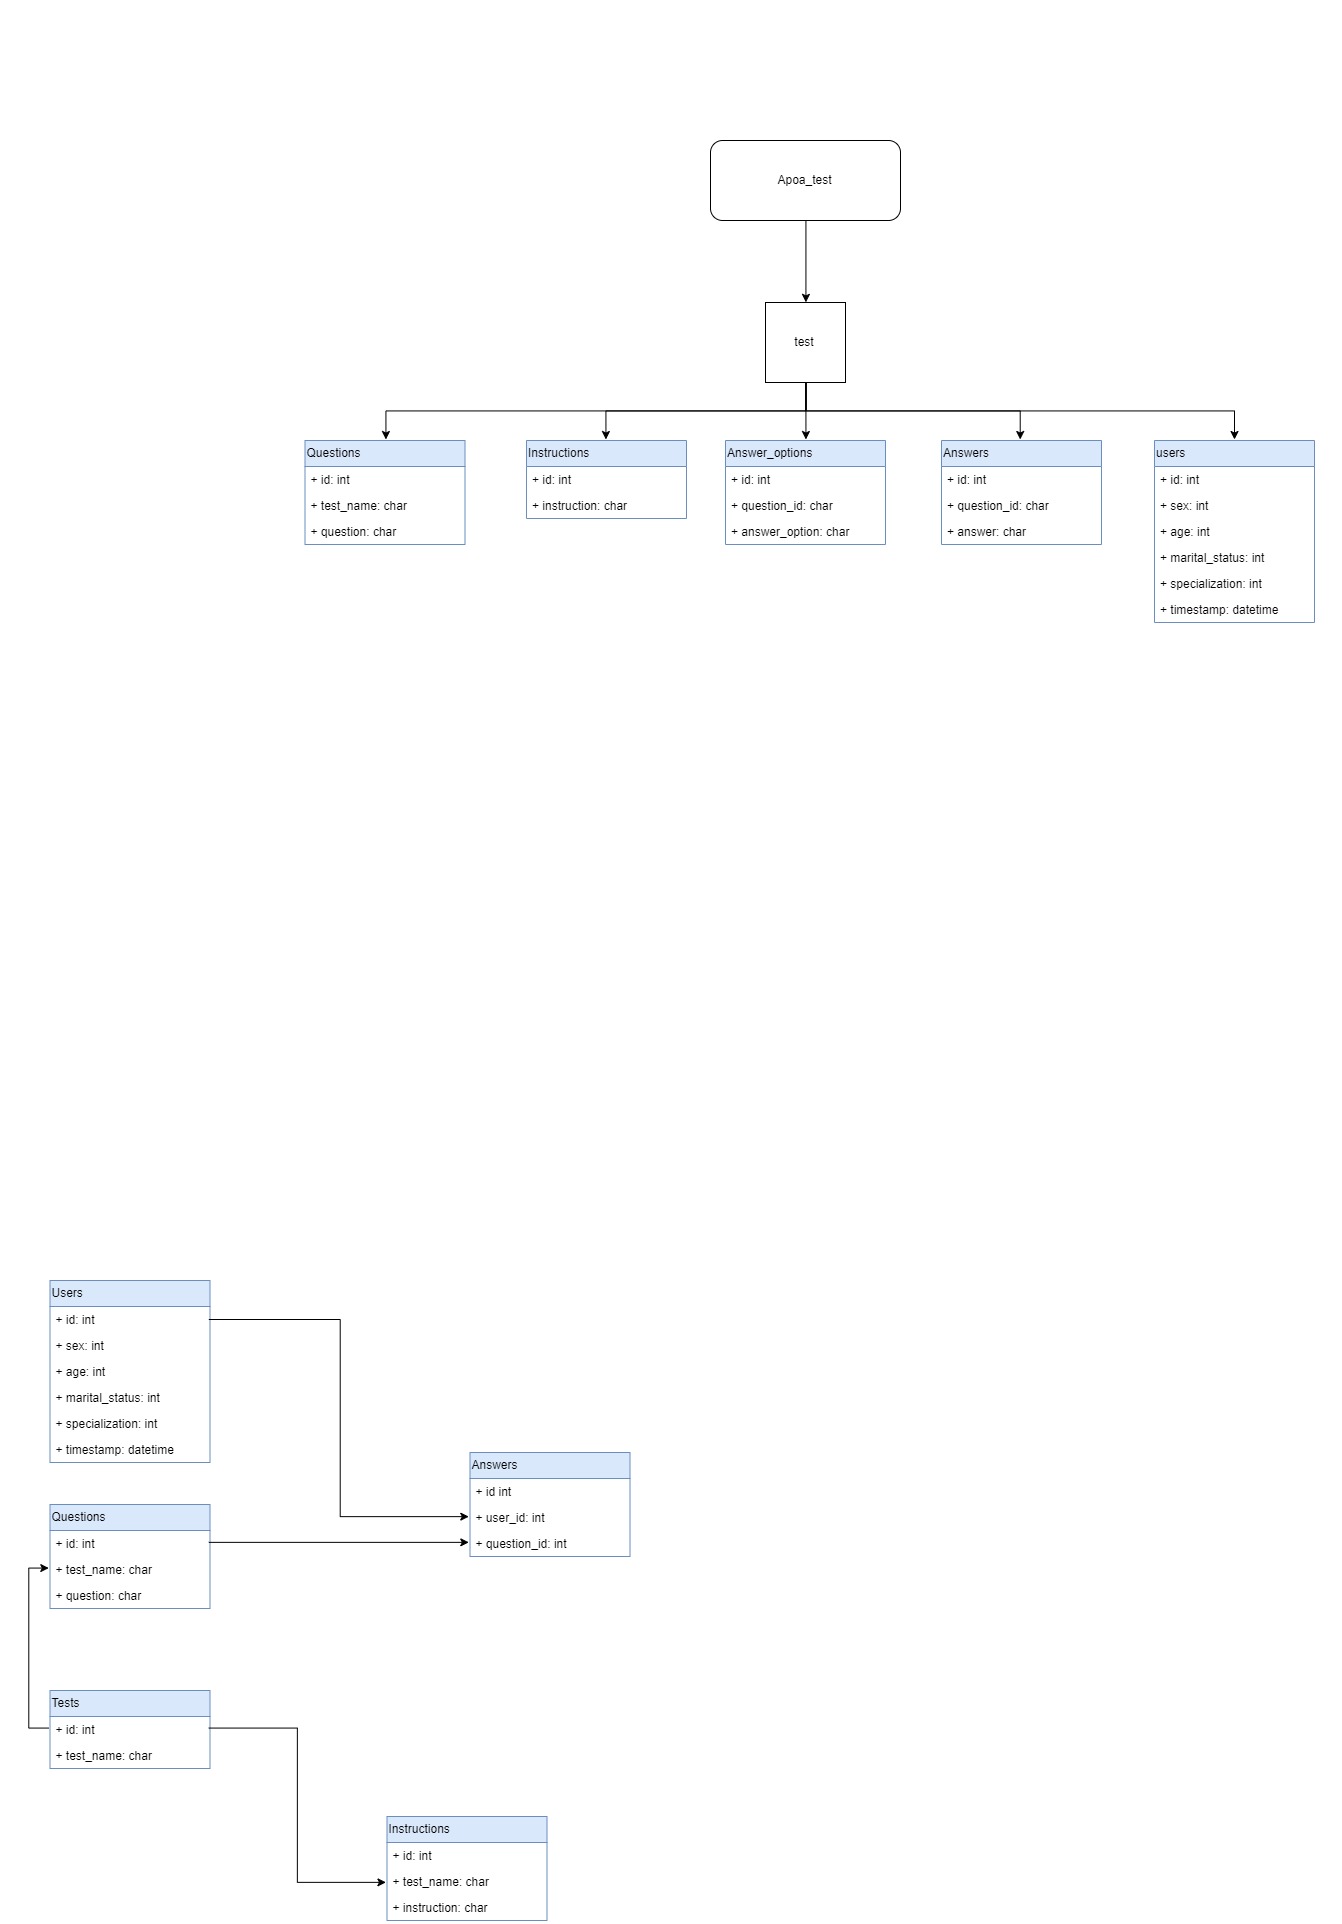 Apoa_test
test
Questions
+ id: int
+ test_name: char
+ question: char
Instructions
+ id: int
+ instruction: char
Answer_options
+ id: int
+ question_id: char
+ answer_option: char
Answers
+ id: int
+ question_id: char
+ answer: char
users
+ id: int
+ sex: int
+ age: int
+ marital_status: int
+ specialization: int
+ timestamp: datetime
Users
+ id: int
+ sex: int
+ age: int
+ marital_status: int
+ specialization: int
+ timestamp: datetime
Answers
+ id int
+ user_id: int
+ question_id: int
Questions
+ id: int
+ test_name: char
+ question: char
Tests
+ id: int
+ test_name: char
Instructions
+ id: int
+ test_name: char
+ instruction: char